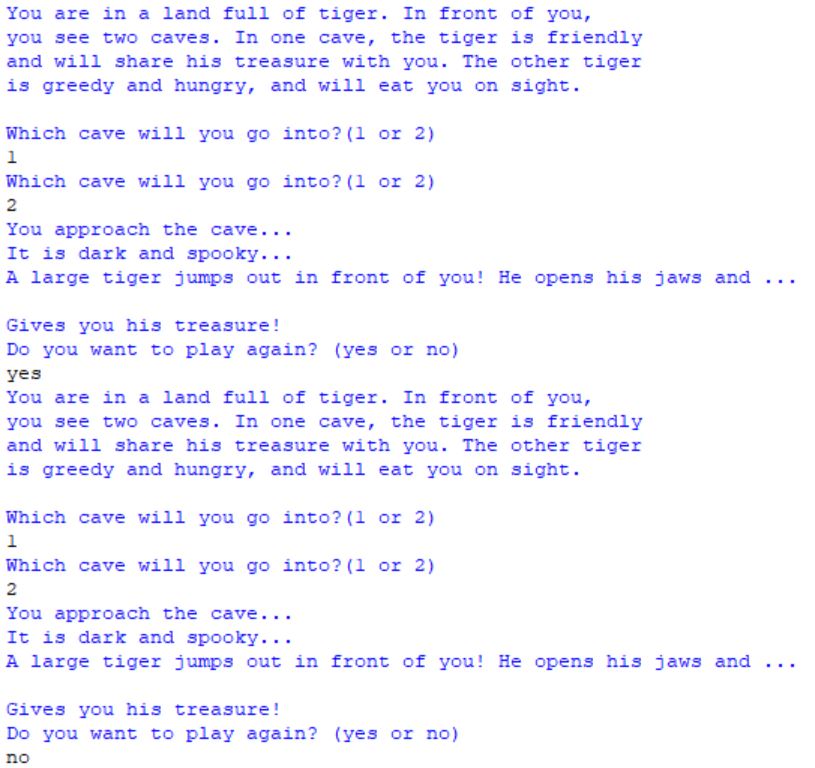 You are in a land full of tiger. In front of you,
you see two caves. In one cave, the tiger is friendly
and will share his treasure with you. The other tiger
is greedy and hungry, and will eat you on sight.
Which cave will you go into?(1 or 2)
1
Which cave will you go into?(1 or 2)
2
You approach the cave...
It is dark and spooky...
A large tiger jumps out in front of you! He opens his jaws and ...
Gives you his treasure!
Do you want to play again? (yes or no)
yes
You are in a land full of tiger. In front of you,
you see two caves. In one cave, the tiger is friendly
and will share his treasure with you. The other tiger
is greedy and hungry, and will eat you on sight.
Which cave will you go into?(1 or 2)
1
Which cave will you go into?(1 or 2)
2
You approach the cave...
It is dark and spooky...
A large tiger jumps out in front of you! He opens his jaws and ...
Gives you his treasure!
Do you want to play again? (yes or no)
no